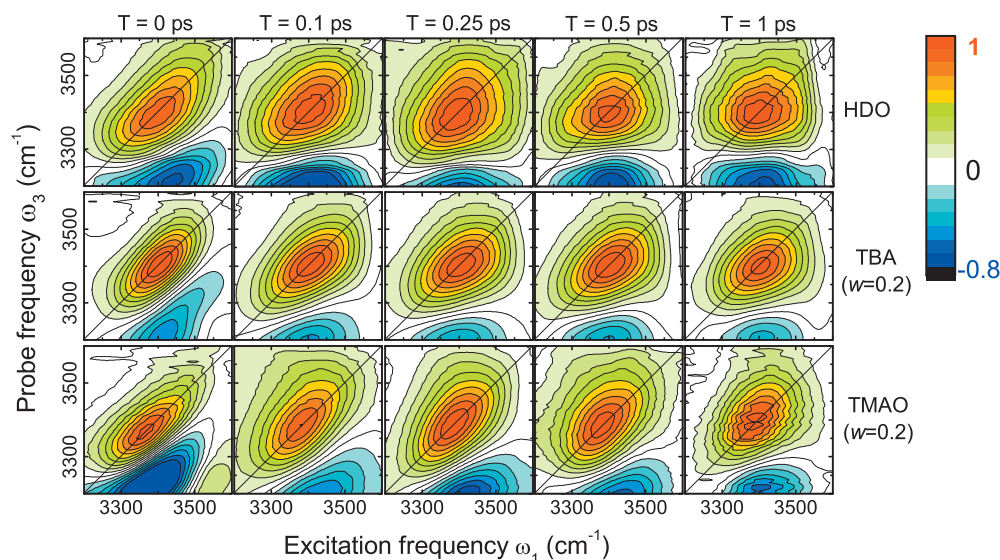 T = 0 ps T = 0.1 ps T = 0.25 ps T = 0.5 ps T = 1 ps
3500
3300
HDO
3500
3300
TBA
(w=0.2)
3500
3300
TMAO
(w=0.2)
3300 3500 3300 3500 3300 3500 3300 3500 3300 3500
Probe frequency ω3 (cm-1)
Excitation frequency ω1 (cm-1)
1
0
-0.8